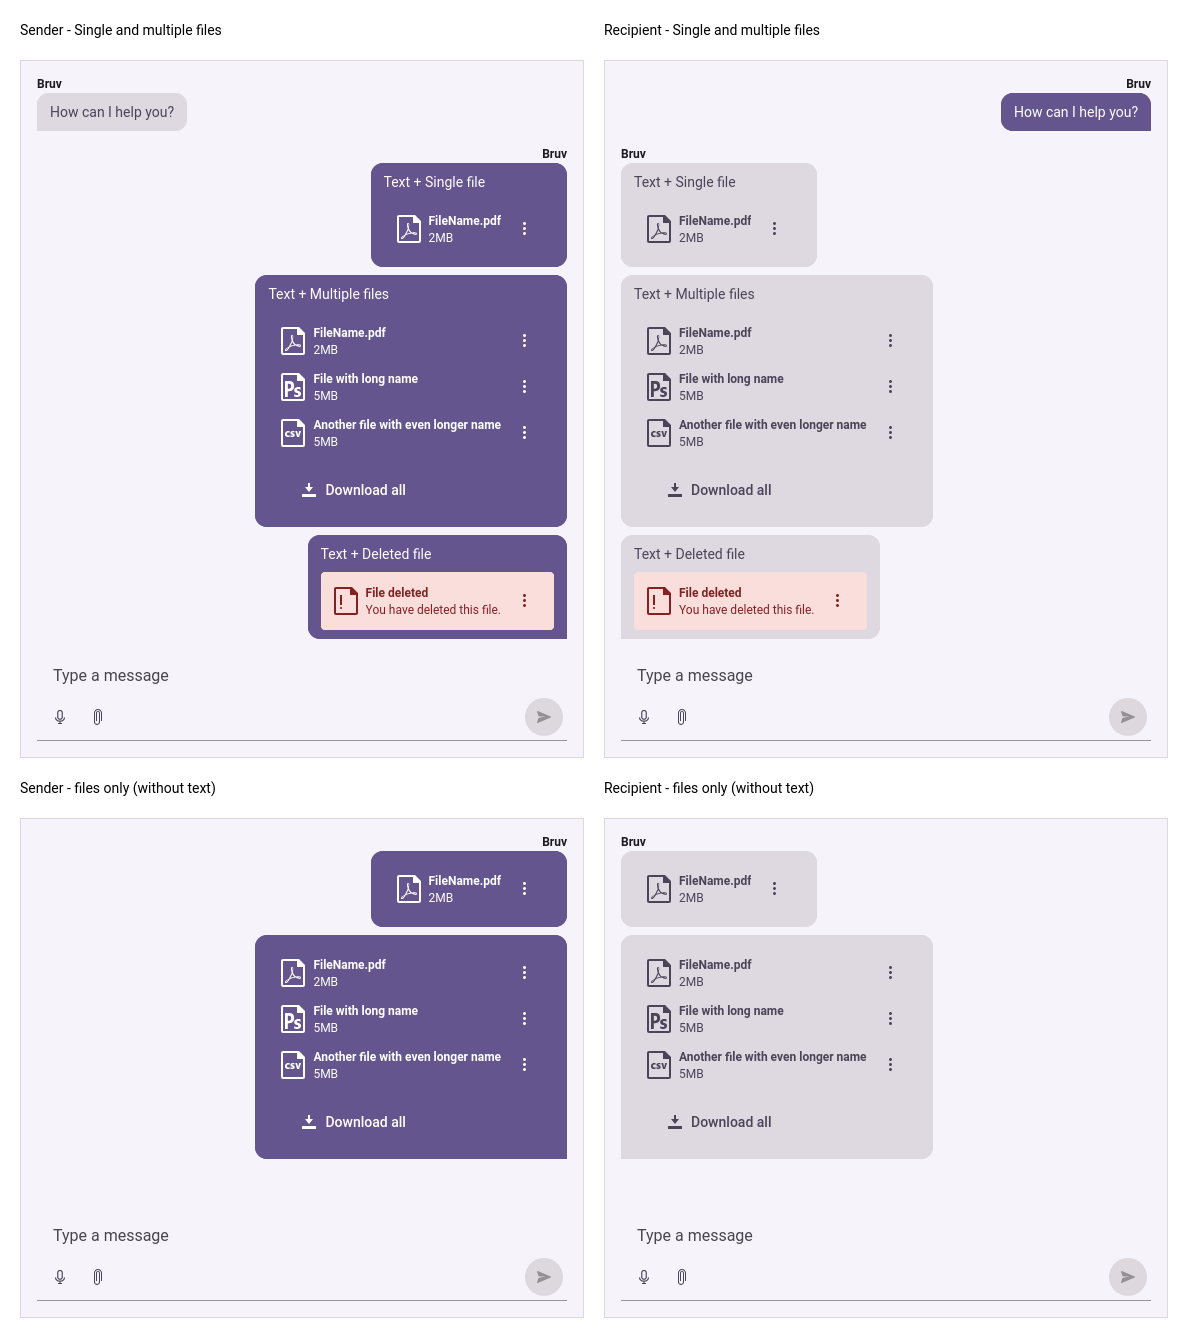 Sender - Single and multiple files
Bruv
How can I help you?
Bruv
Text + Single file
FileName.pdf
2MB
Text + Multiple files
FileName.pdf
2MB
Ps
File with long name
5MB
csv
Another file with even longer name
5MB
Download all
Text + Deleted file
File deleted
You have deleted this file.
Type a message
Recipient - Single and multiple files
Bruv
How can I help you?
Bruv
Text + Single file
FileName.pdf
2MB
Text + Multiple files
FileName.pdf
2MB
Ps
File with long name
5MB
csv
Another file with even longer name
5MB
Download all
Text + Deleted file
File deleted
You have deleted this file.
Type a message
Sender - files only (without text)
Bruv
FileName.pdf
2MB
FileName.pdf
2MB
Ps
File with long name
5MB
csv
Another file with even longer name
5MB
Download all
Type a message
Recipient - files only (without text)
Bruv
FileName.pdf
2MB
FileName.pdf
2MB
Ps
File with long name
5MB
csv
Another file with even longer name
5MB
Download all
Type a message